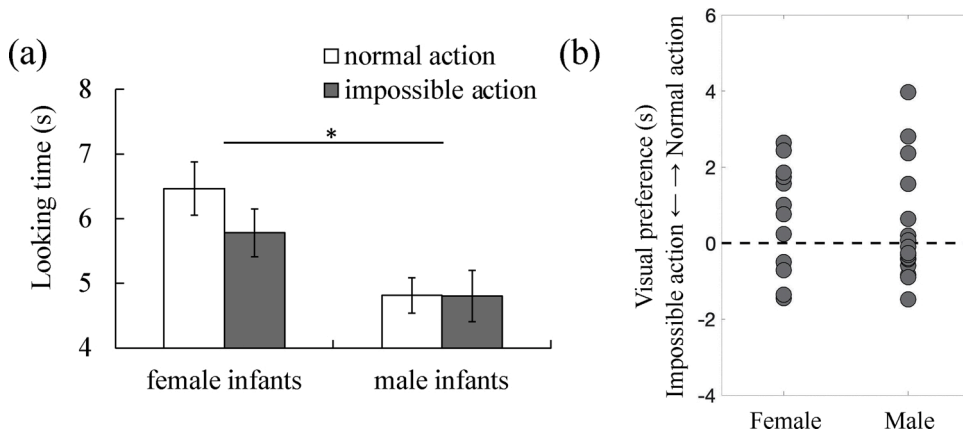 (a)
normal action
impossible action
Looking time (s)
8
7
6
5
4
*
female infants
male infants
(b)
Visual preference (s)
Impossible action ← → Normal action
6
4
2
0
-2
-4
Female
Male